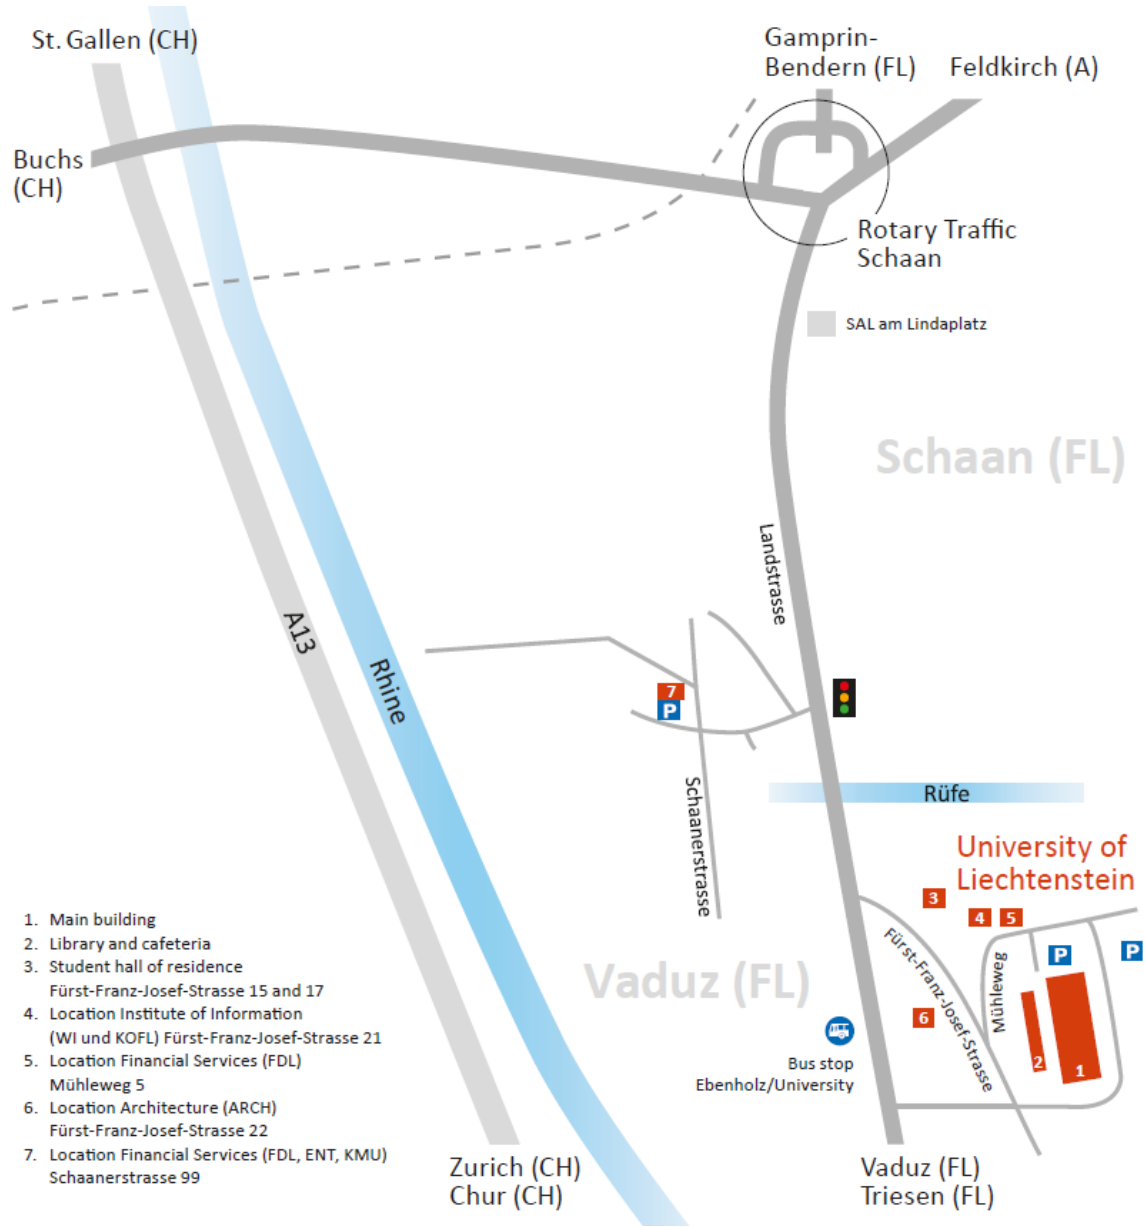 St. Gallen (CH)
Gamprin-
Bendern (FL)
Feldkirch (A)
Buchs
(CH)
Rotary Traffic
Schaan
SAL am Lindaplatz
Schaan (FL)
Landstrasse
A13
Rhine
7
P
Schaanerstrasse
Rüfe
University of
Liechtenstein
3
4
5
P
P
Fürst-Franz-Josef-Strasse
Mühleweg
6
2
1
Vaduz (FL)
Bus stop
Ebenholz/University
1. Main building
2. Library and cafeteria
3. Student hall of residence
Fürst-Franz-Josef-Strasse 15 and 17
4. Location Institute of Information
(WI und KOFL) Fürst-Franz-Josef-Strasse 21
5. Location Financial Services (FDL)
Mühleweg 5
6. Location Architecture (ARCH)
Fürst-Franz-Josef-Strasse 22
7. Location Financial Services (FDL, ENT, KMU)
Schaanerstrasse 99
Zurich (CH)
Chur (CH)
Vaduz (FL)
Triesen (FL)